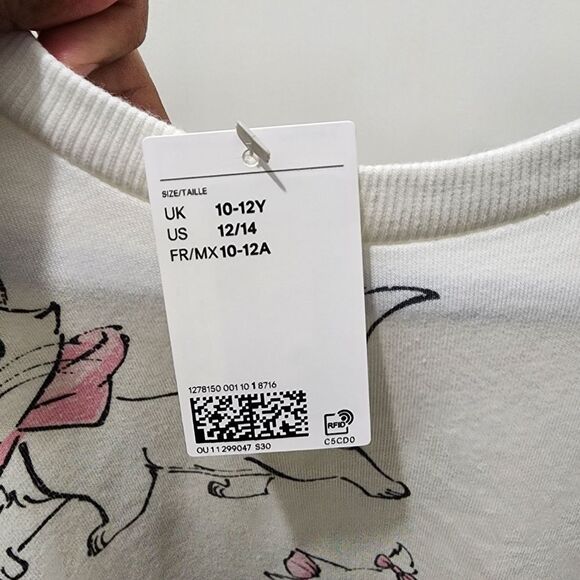 SIZE/TAILLE
UK 10-12Y
US 12/14
FR/MX 10-12A
1278150 001 10 1 8716
OU 11 299047 S30
RFID
C5CD0